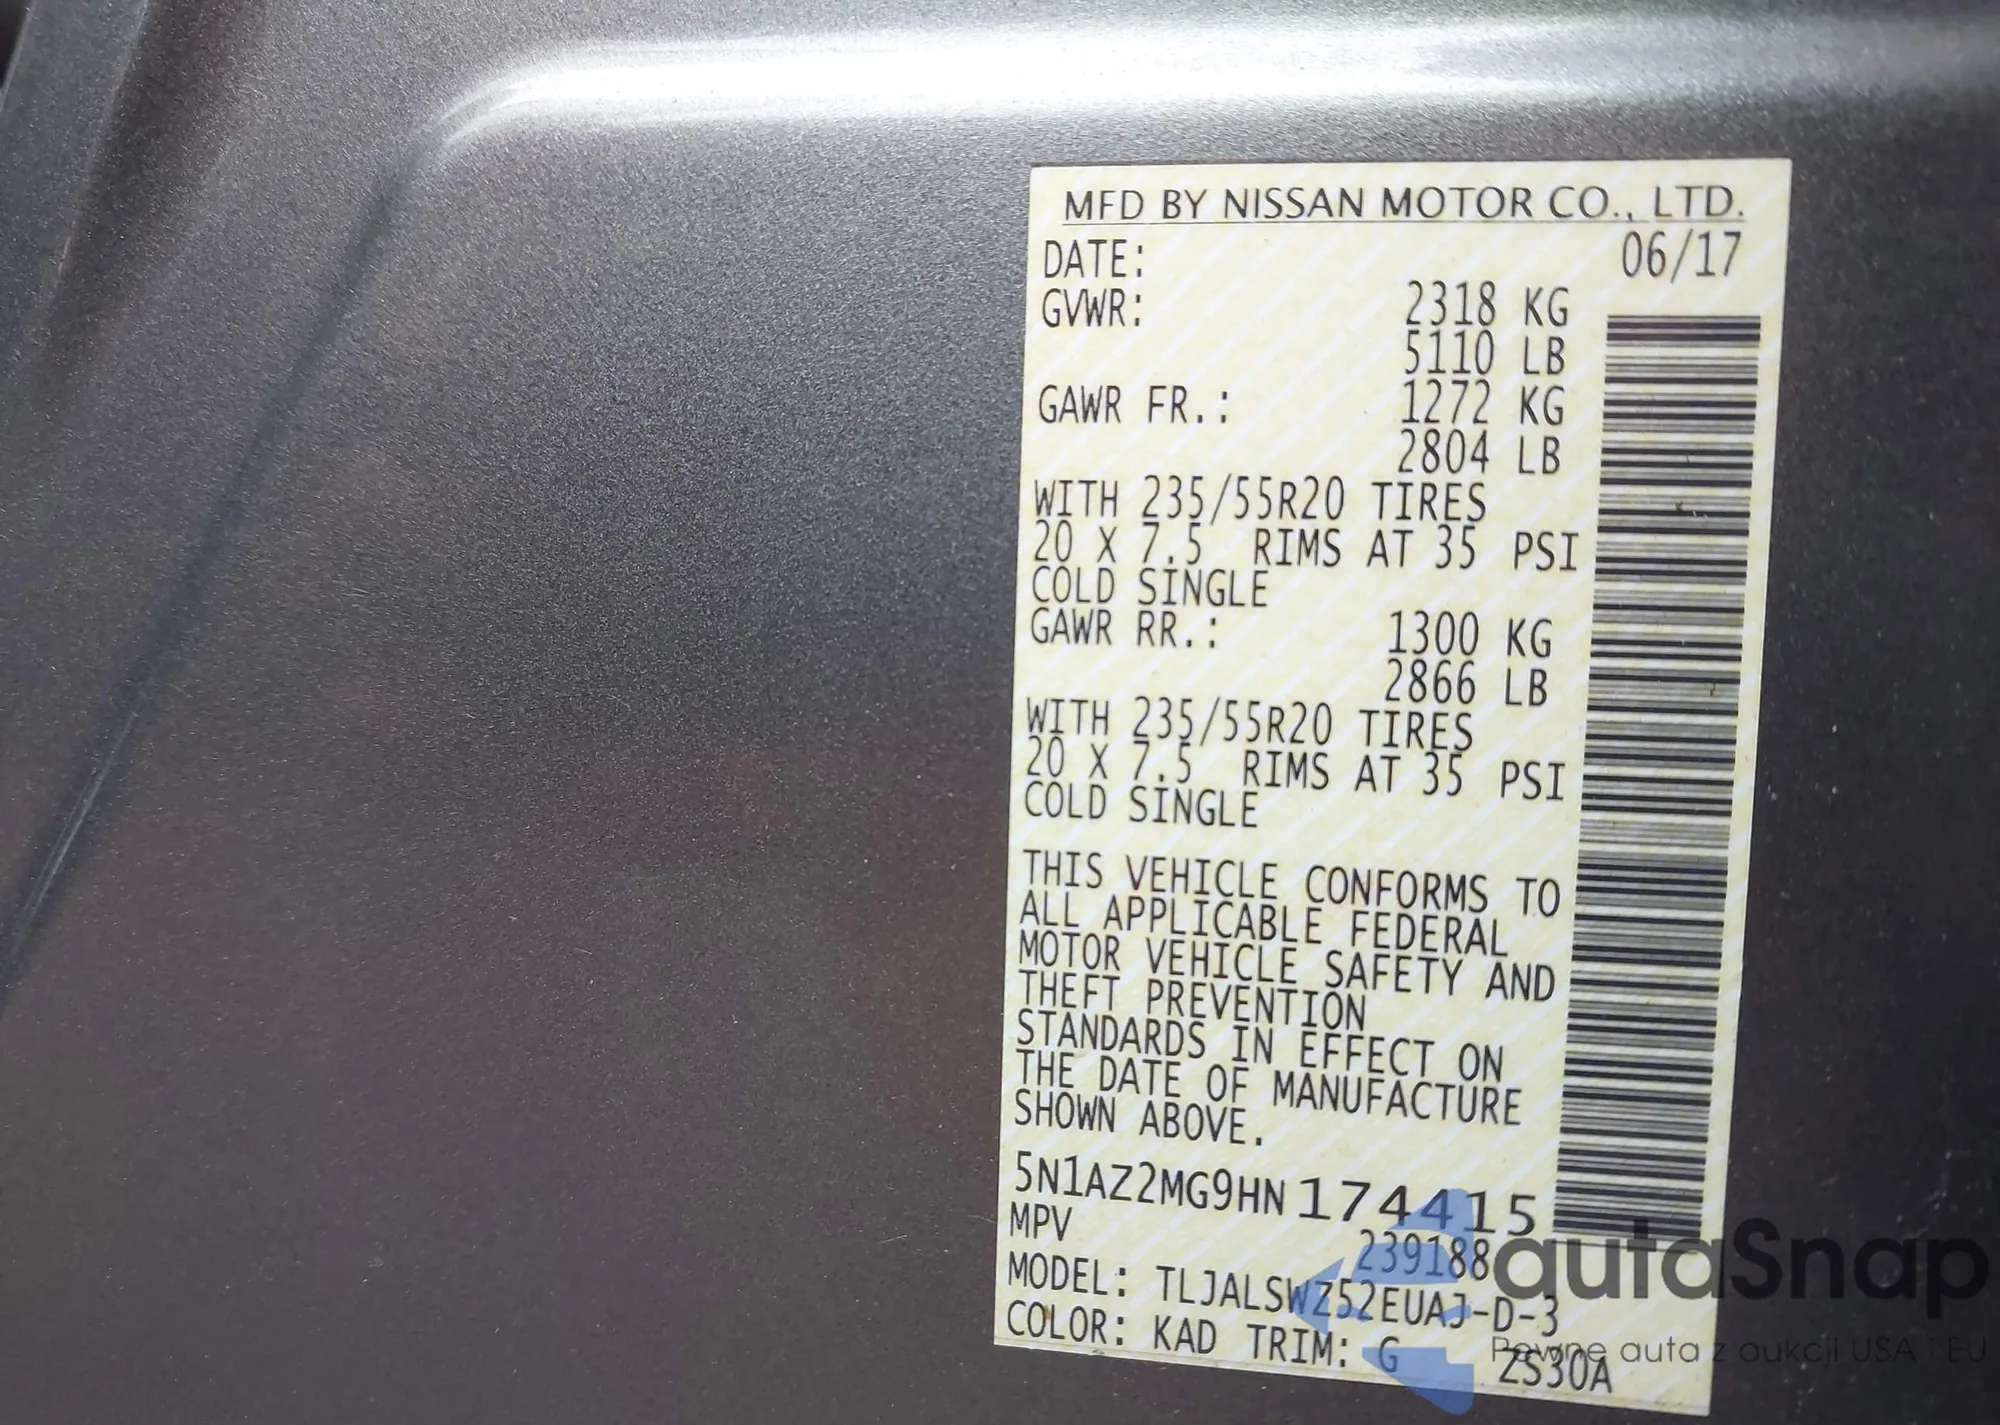 MFD BY NISSAN MOTOR CO., LTD.
DATE: 06/17
GVWR: 2318 KG
5110 LB
GAWR FR.: 1272 KG
2804 LB
WITH 235/55R20 TIRES
20 X 7.5 RIMS AT 35 PSI
COLD SINGLE
GAWR RR.: 1300 KG
2866 LB
WITH 235/55R20 TIRES
20 X 7.5 RIMS AT 35 PSI
COLD SINGLE
THIS VEHICLE CONFORMS TO
ALL APPLICABLE FEDERAL
MOTOR VEHICLE SAFETY AND
THEFT PREVENTION
STANDARDS IN EFFECT ON
THE DATE OF MANUFACTURE
SHOWN ABOVE.
5N1AZ2MG9HN174415
MPV 239188
MODEL: TLJALSWZ52EUAJ-D-3
COLOR: KAD TRIM: G ZS30A
autaSnap
Pewne auta z aukcji USA i EU